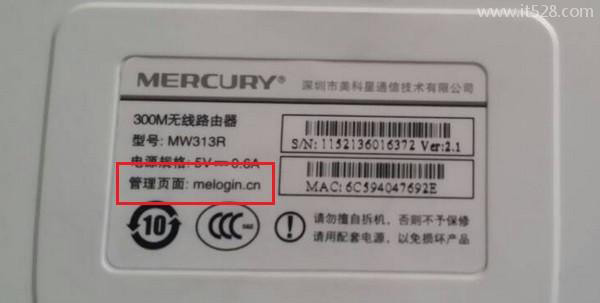 www.it528.com
MERCURY® 深圳市美科星通信技术有限公司
300M无线路由器
型号: MW313R
S/N: 1152136016372 Ver:2.1
电源规格: 5V⎓0.6A
管理页面: melogin.cn
MAC: 6C594047692E
10
CCC
S&E
请勿擅自拆机，否则不予保修
请用配套电源，以免损坏产品